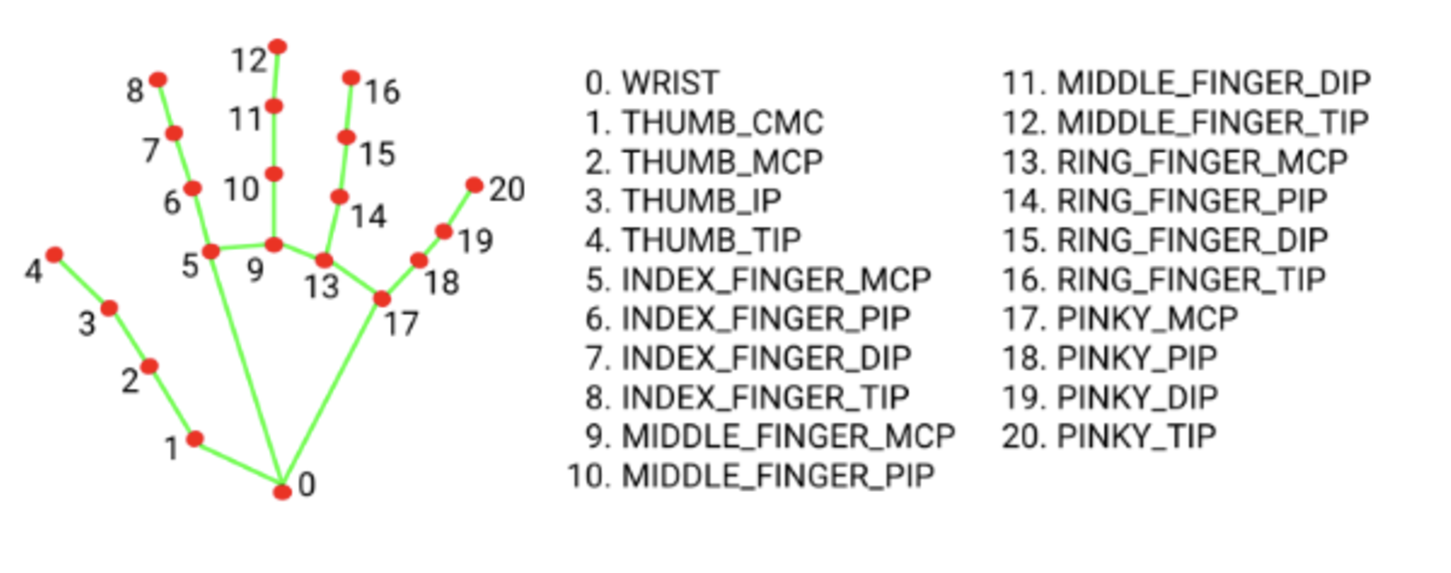 12
8
16
11
7
15
10
6
20
14
19
4
5
9
13
18
3
17
2
1
0
0. WRIST
1. THUMB_CMC
2. THUMB_MCP
3. THUMB_IP
4. THUMB_TIP
5. INDEX_FINGER_MCP
6. INDEX_FINGER_PIP
7. INDEX_FINGER_DIP
8. INDEX_FINGER_TIP
9. MIDDLE_FINGER_MCP
10. MIDDLE_FINGER_PIP
11. MIDDLE_FINGER_DIP
12. MIDDLE_FINGER_TIP
13. RING_FINGER_MCP
14. RING_FINGER_PIP
15. RING_FINGER_DIP
16. RING_FINGER_TIP
17. PINKY_MCP
18. PINKY_PIP
19. PINKY_DIP
20. PINKY_TIP